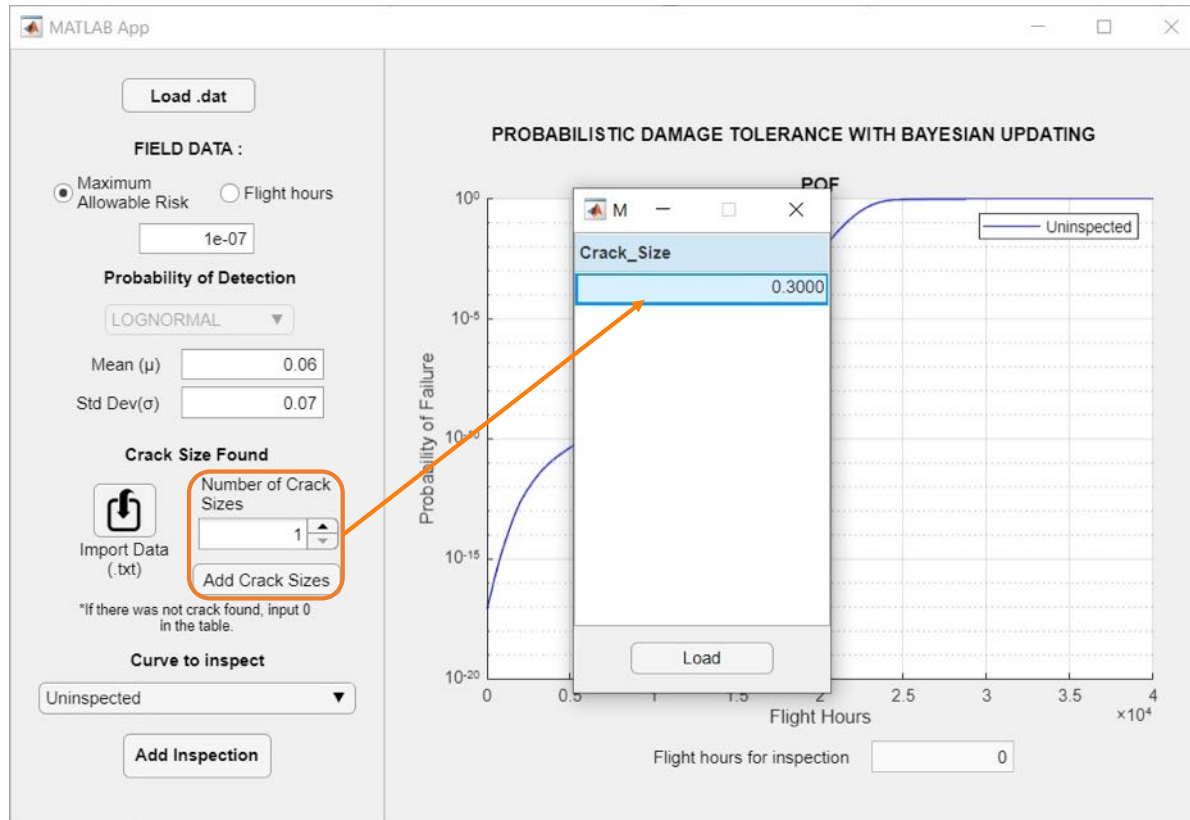 MATLAB App
Load .dat
FIELD DATA :
Maximum
Allowable Risk
Flight hours
1e-07
Probability of Detection
LOGNORMAL
Mean (μ)
0.06
Std Dev(σ)
0.07
Crack Size Found
Number of Crack
Sizes
1
Import Data
(.txt)
Add Crack Sizes
*If there was not crack found, input 0
in the table.
Curve to inspect
Uninspected
Add Inspection
PROBABILISTIC DAMAGE TOLERANCE WITH BAYESIAN UPDATING
POF
Uninspected
Probability of Failure
10⁰
10⁻⁵
10⁻¹⁰
10⁻¹⁵
10⁻²⁰
M
Crack_Size
0.3000
Load
0 0.5 1 1.5 2 2.5 3 3.5 4
×10⁴
Flight Hours
Flight hours for inspection
0